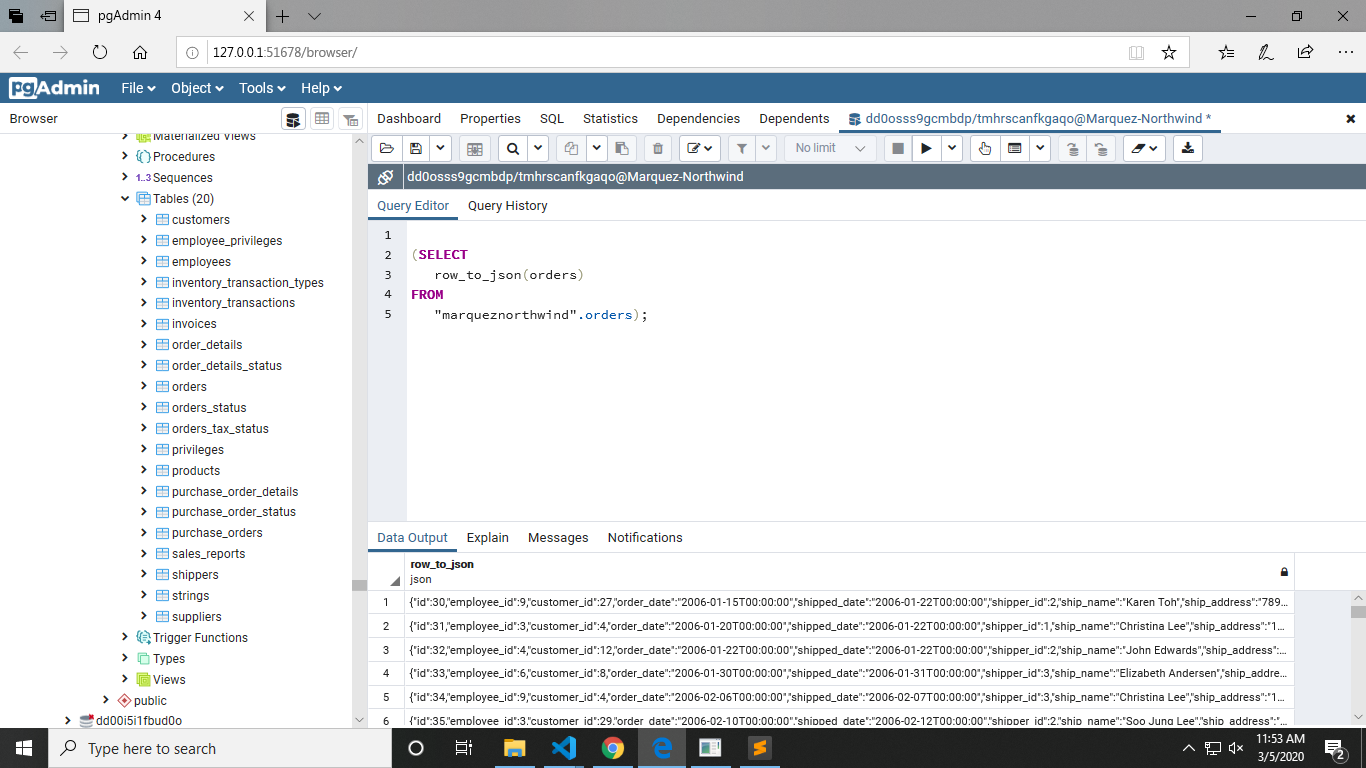 pgAdmin 4
127.0.0.1:51678/browser/
pgAdmin File Object Tools Help
Browser
Dashboard Properties SQL Statistics Dependencies Dependents dd0osss9gcmbdp/tmhrscanfkgaqo@Marquez-Northwind *
No limit
dd0osss9gcmbdp/tmhrscanfkgaqo@Marquez-Northwind
Query Editor Query History
Materialized Views
Procedures
1..3 Sequences
Tables (20)
customers
employee_privileges
employees
inventory_transaction_types
inventory_transactions
invoices
order_details
order_details_status
orders
orders_status
orders_tax_status
privileges
products
purchase_order_details
purchase_order_status
purchase_orders
sales_reports
shippers
strings
suppliers
Trigger Functions
Types
Views
public
dd00i5i1fbud0o
1
2 (SELECT
3 row_to_json(orders)
4 FROM
5 "marqueznorthwind".orders);
Data Output Explain Messages Notifications
row_to_json
json
1 {"id":30,"employee_id":9,"customer_id":27,"order_date":"2006-01-15T00:00:00","shipped_date":"2006-01-22T00:00:00","shipper_id":2,"ship_name":"Karen Toh","ship_address":"789...
2 {"id":31,"employee_id":3,"customer_id":4,"order_date":"2006-01-20T00:00:00","shipped_date":"2006-01-22T00:00:00","shipper_id":1,"ship_name":"Christina Lee","ship_address":"1...
3 {"id":32,"employee_id":4,"customer_id":12,"order_date":"2006-01-22T00:00:00","shipped_date":"2006-01-22T00:00:00","shipper_id":2,"ship_name":"John Edwards","ship_address":...
4 {"id":33,"employee_id":6,"customer_id":8,"order_date":"2006-01-30T00:00:00","shipped_date":"2006-01-31T00:00:00","shipper_id":3,"ship_name":"Elizabeth Andersen","ship_addre...
5 {"id":34,"employee_id":9,"customer_id":4,"order_date":"2006-02-06T00:00:00","shipped_date":"2006-02-07T00:00:00","shipper_id":3,"ship_name":"Christina Lee","ship_address":"1...
6 {"id":35,"employee_id":3,"customer_id":29,"order_date":"2006-02-10T00:00:00","shipped_date":"2006-02-12T00:00:00","shipper_id":2,"ship_name":"Soo Jung Lee","ship_address":"...
Type here to search
11:53 AM
3/5/2020
2